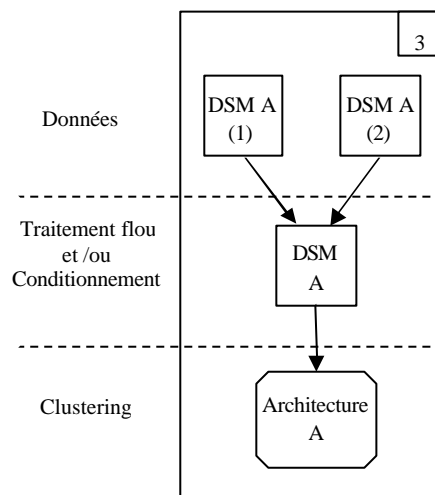 3
Données
DSM A
(1)
DSM A
(2)
Traitement flou
et /ou
Conditionnement
DSM
A
Clustering
Architecture
A